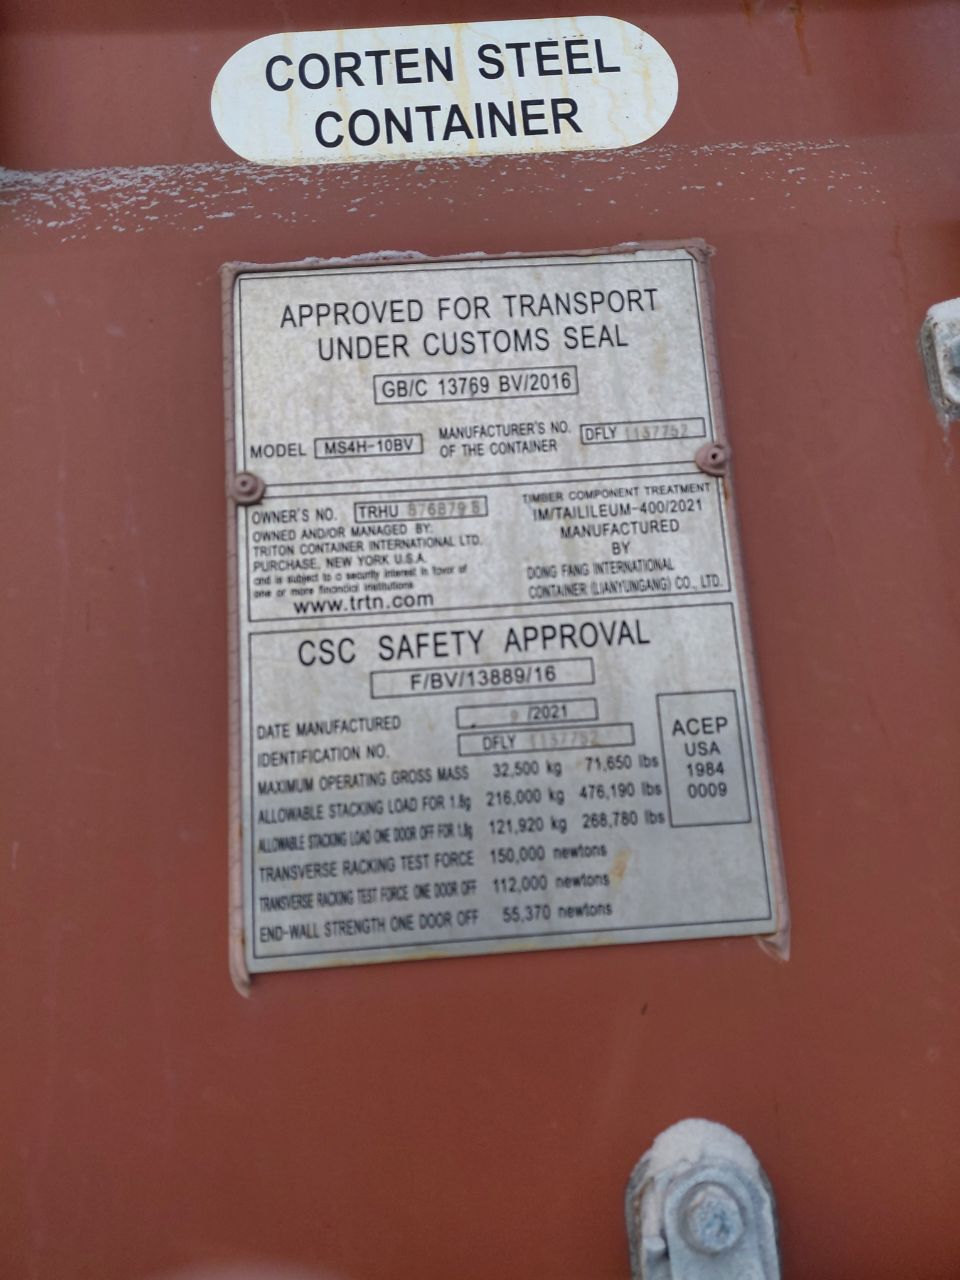 CORTEN STEEL
CONTAINER
APPROVED FOR TRANSPORT
UNDER CUSTOMS SEAL
GB/C 13769 BV/2016
MODEL MS4H-10BV
MANUFACTURER'S NO.
OF THE CONTAINER
DFLY 1137752
OWNER'S NO. TRHU 876879 8
OWNED AND/OR MANAGED BY:
TRITON CONTAINER INTERNATIONAL LTD.
PURCHASE, NEW YORK U.S.A.
and is subject to a security interest in favor of
one or more financial institutions
www.trtn.com
TIMBER COMPONENT TREATMENT
IM/TAILILEUM-400/2021
MANUFACTURED
BY
DONG FANG INTERNATIONAL
CONTAINER (LIANYUNGANG) CO., LTD.
CSC SAFETY APPROVAL
F/BV/13889/16
DATE MANUFACTURED 9 /2021
IDENTIFICATION NO. DFLY 1137752
MAXIMUM OPERATING GROSS MASS 32,500 kg 71,650 lbs
ALLOWABLE STACKING LOAD FOR 1.8g 216,000 kg 476,190 lbs
ALLOWABLE STACKING LOAD ONE DOOR OFF FOR 1.8g 121,920 kg 268,780 lbs
TRANSVERSE RACKING TEST FORCE 150,000 newtons
TRANSVERSE RACKING TEST FORCE ONE DOOR OFF 112,000 newtons
END-WALL STRENGTH ONE DOOR OFF 55,370 newtons
ACEP
USA
1984
0009